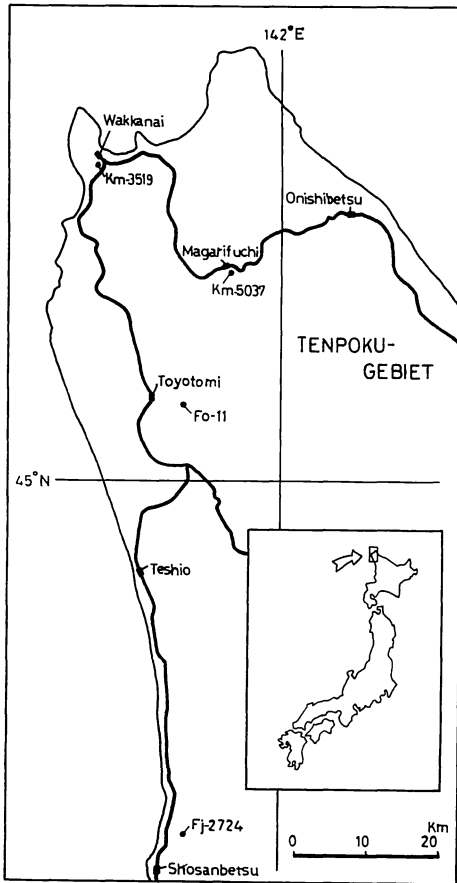 142°E
Wakkanai
Km-3519
Onishibetsu
Magarifuchi
Km-5037
TENPOKU-
GEBIET
Toyotomi
Fo-11
45°N
Teshio
Fj-2724
Shosanbetsu
Km
0 10 20